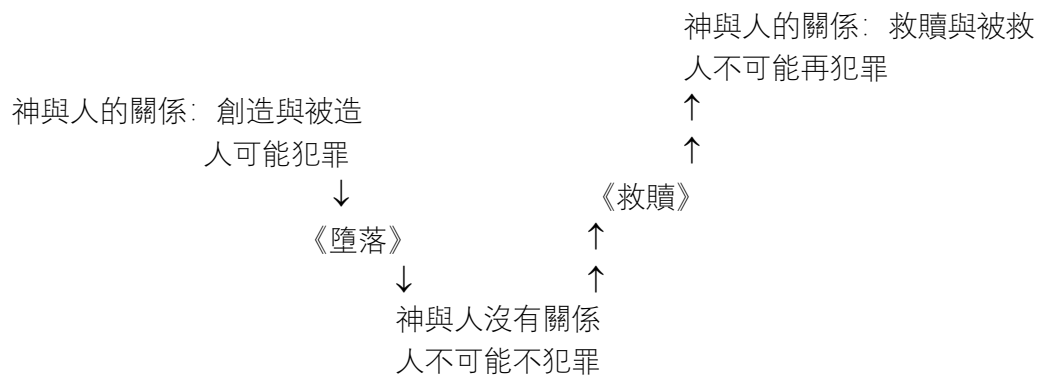 神與人的關係：救贖與被救
人不可能再犯罪
神與人的關係：創造與被造
↑
人可能犯罪
↑
↓
《救贖》
《墮落》
↑
↓
↑
神與人沒有關係
人不可能不犯罪